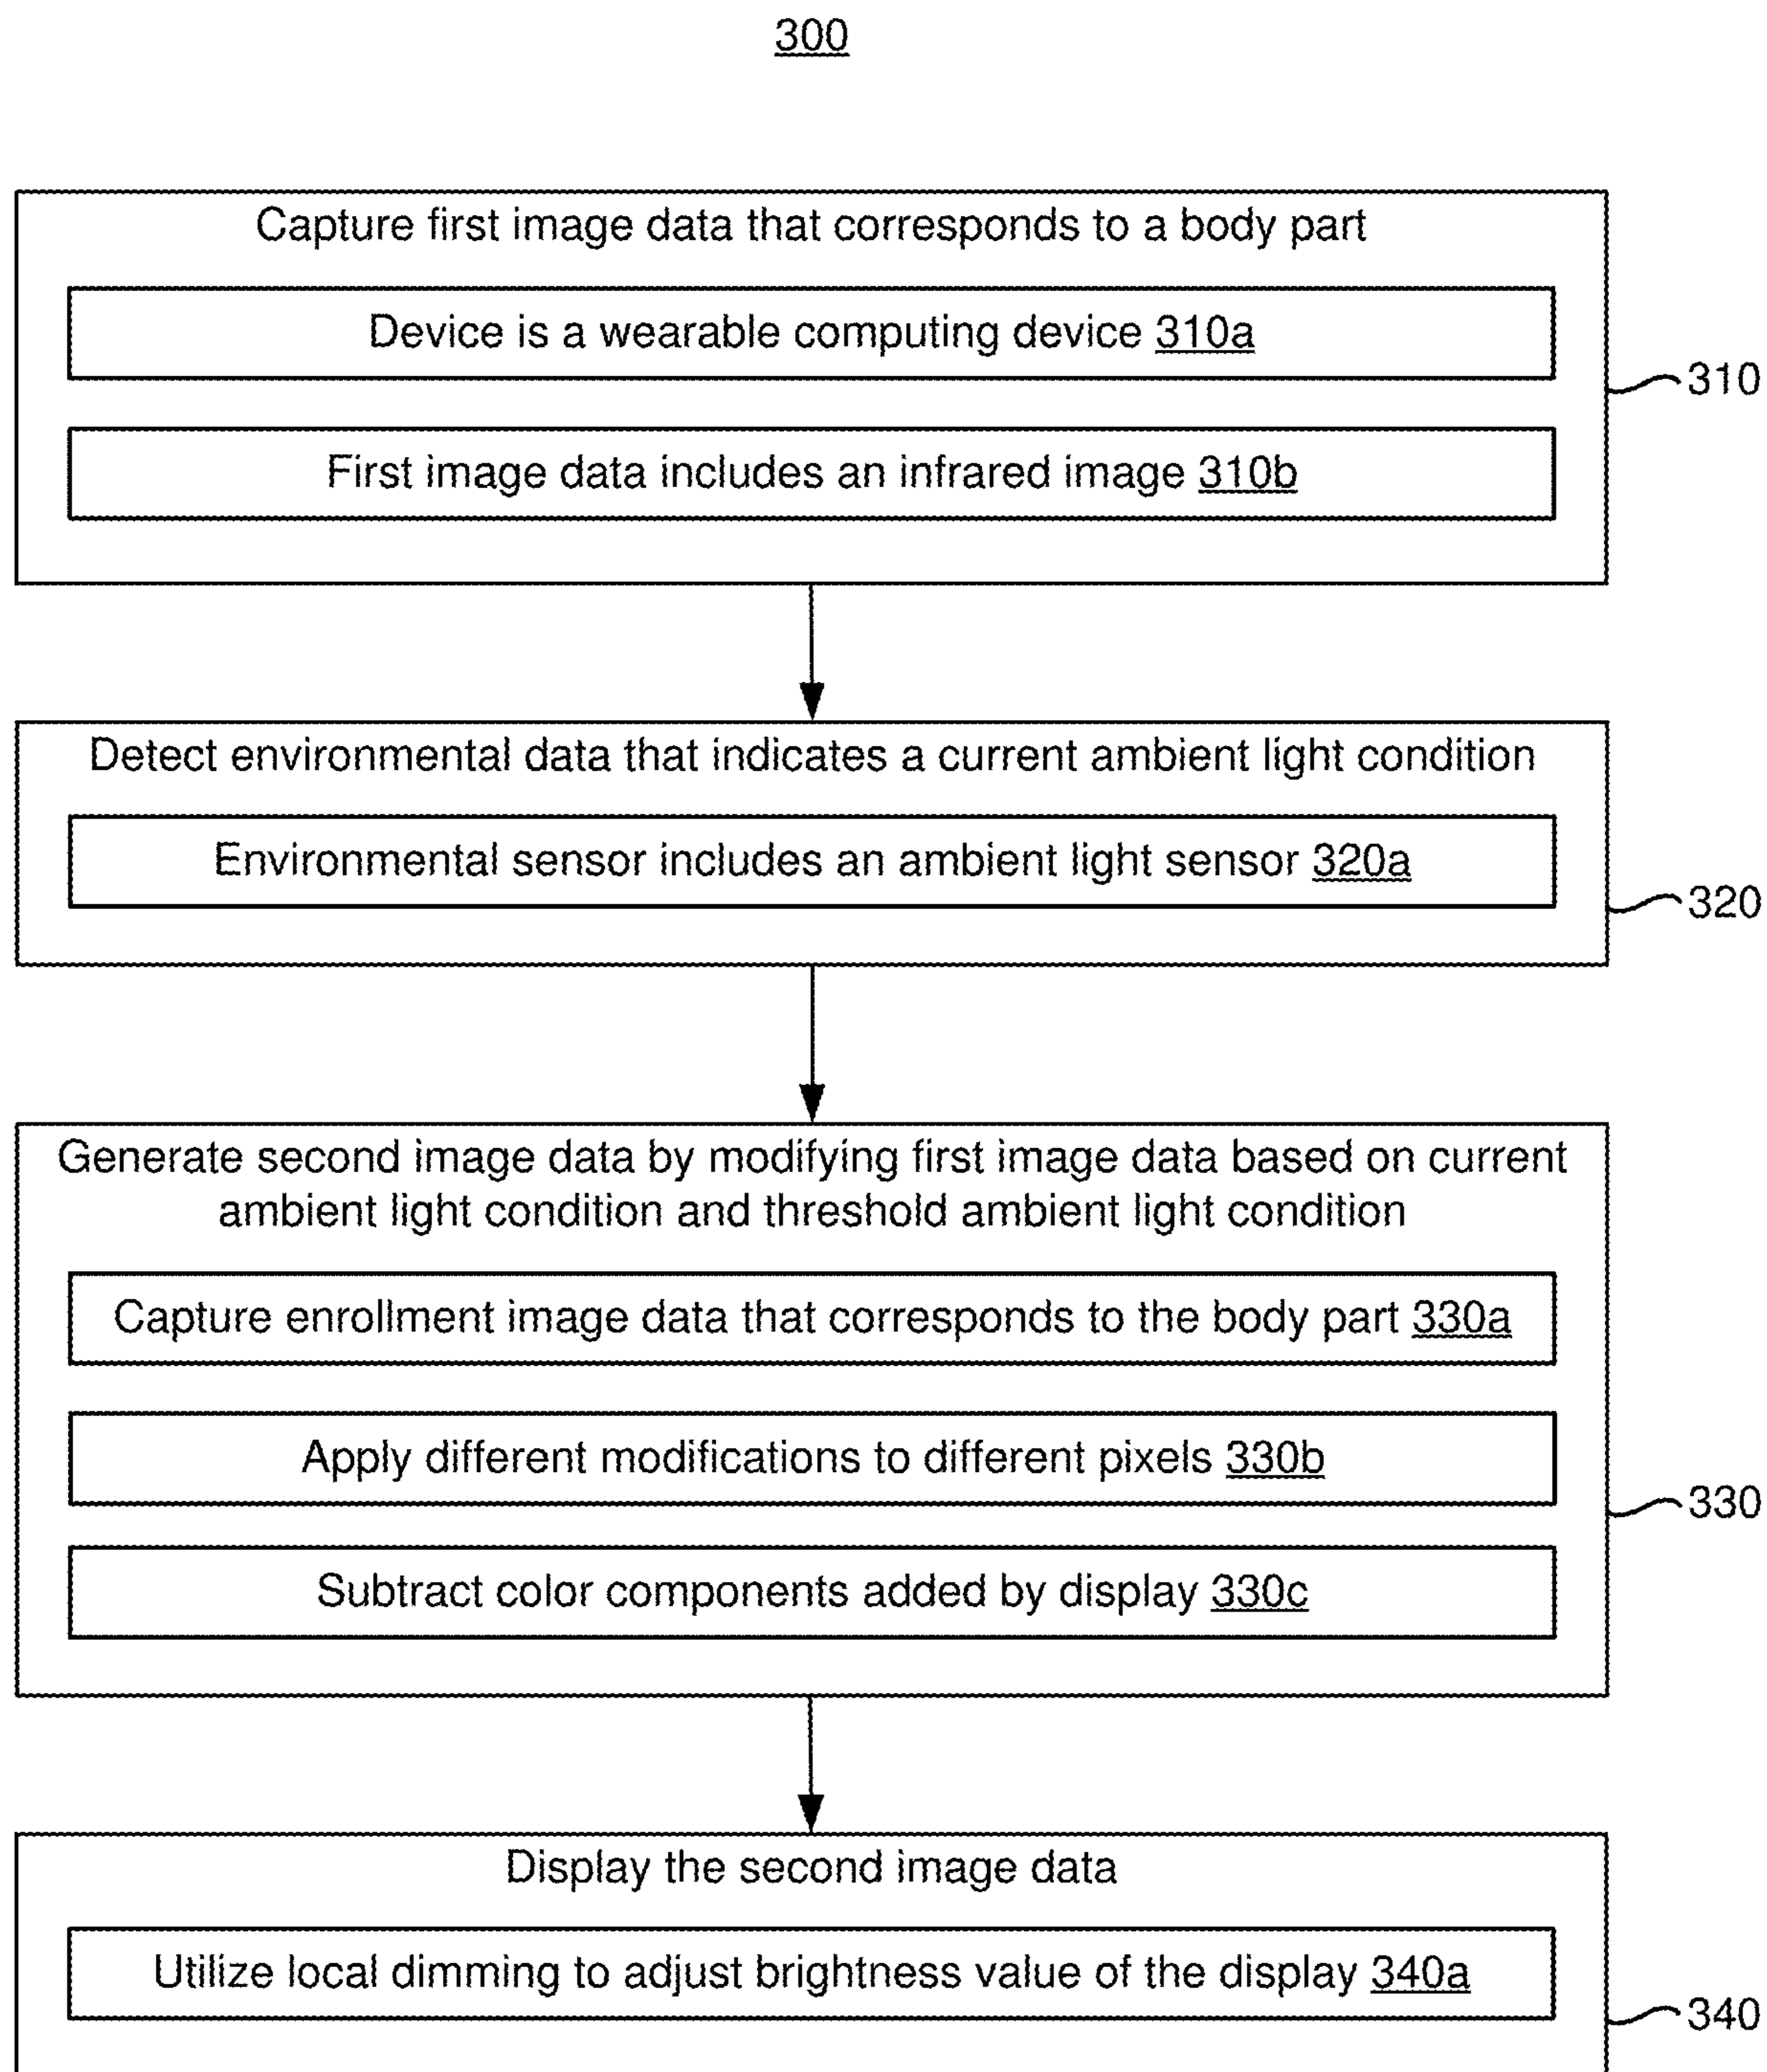 300
Capture first image data that corresponds to a body part
Device is a wearable computing device 310a
310
First image data includes an infrared image 310b
Detect environmental data that indicates a current ambient light condition
Environmental sensor includes an ambient light sensor 320a
320
Generate second image data by modifying first image data based on current
ambient light condition and threshold ambient light condition
Capture enrollment image data that corresponds to the body part 330a
Apply different modifications to different pixels 330b
330
Subtract color components added by display 330c
Display the second image data
Utilize local dimming to adjust brightness value of the display 340a
340